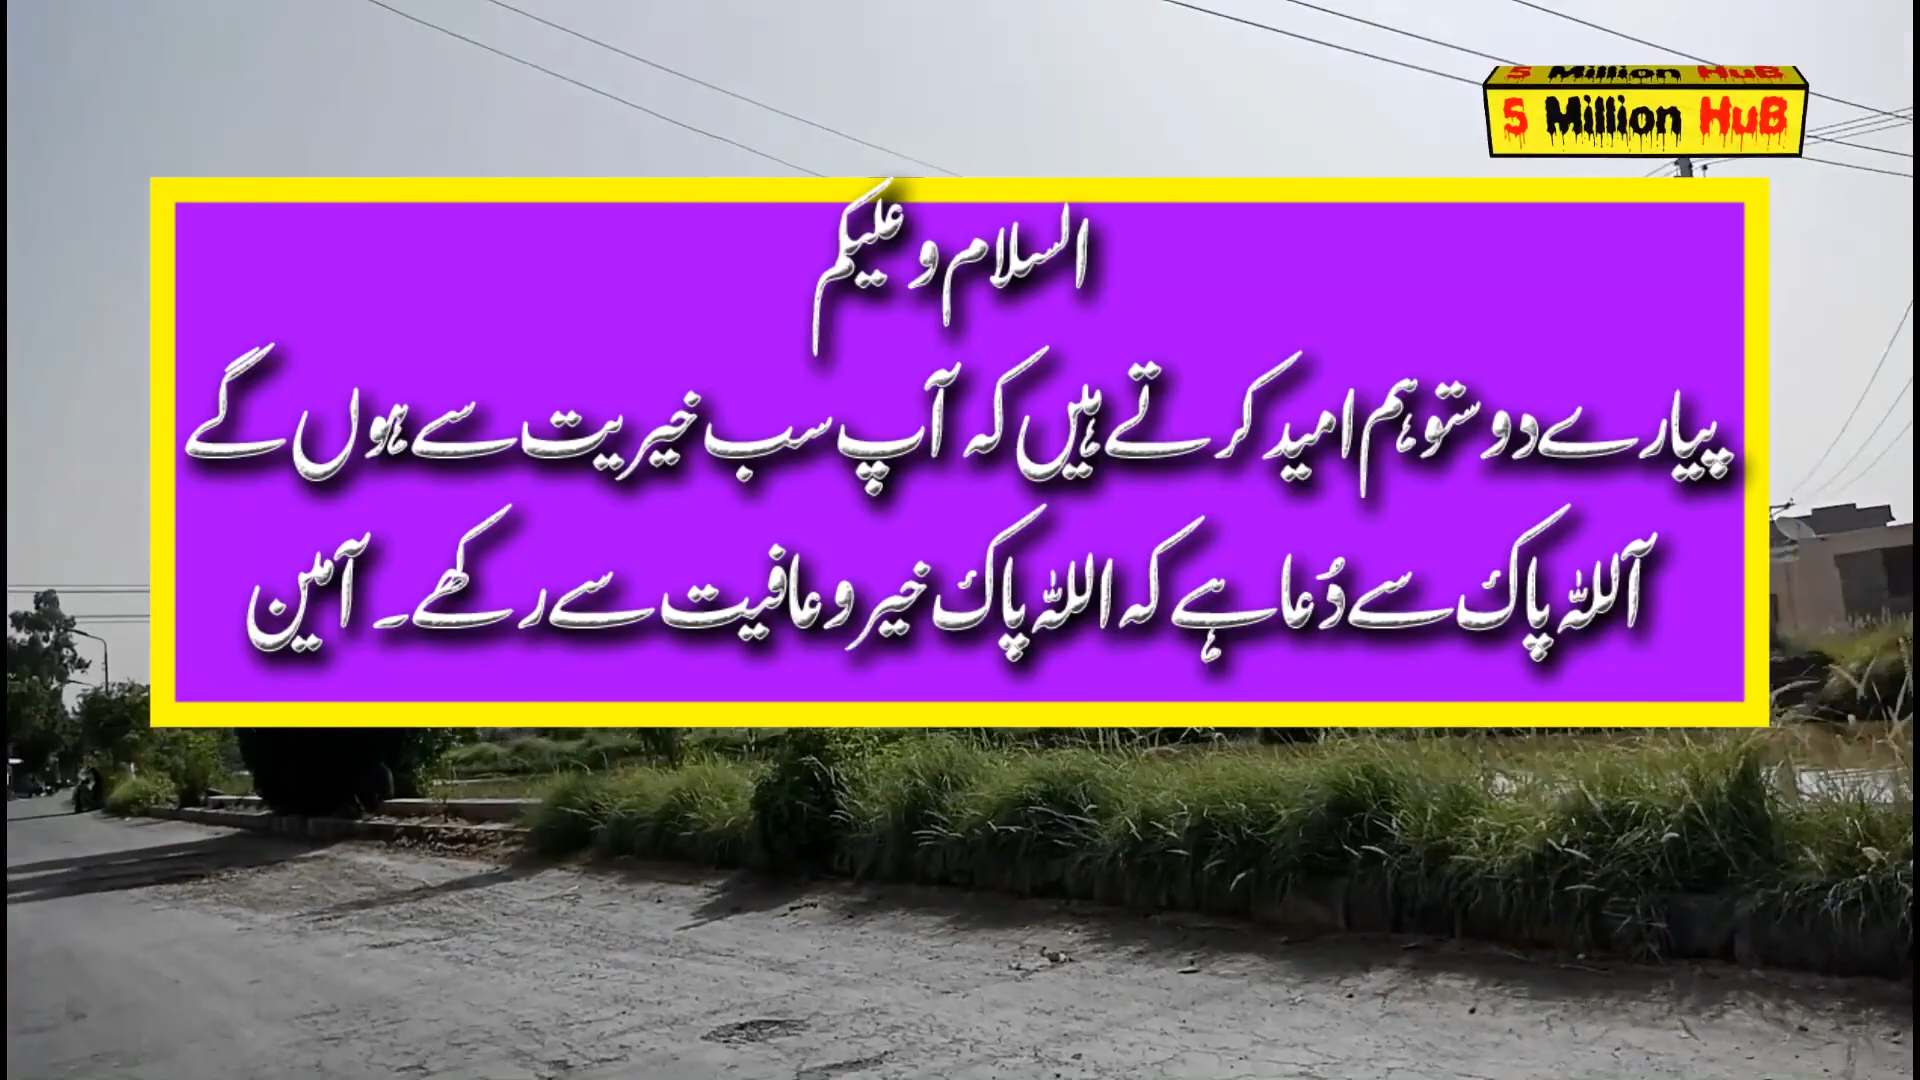 5 Million HuB
5 Million HuB
السلام و علیکم
پیارے دوستو ہم امید کرتے ہیں کہ آپ سب خیریت سے ہوں گے
آللہ پاک سے دُعا ہے کہ اللہ پاک خیر و عافیت سے رکھے۔ آمین